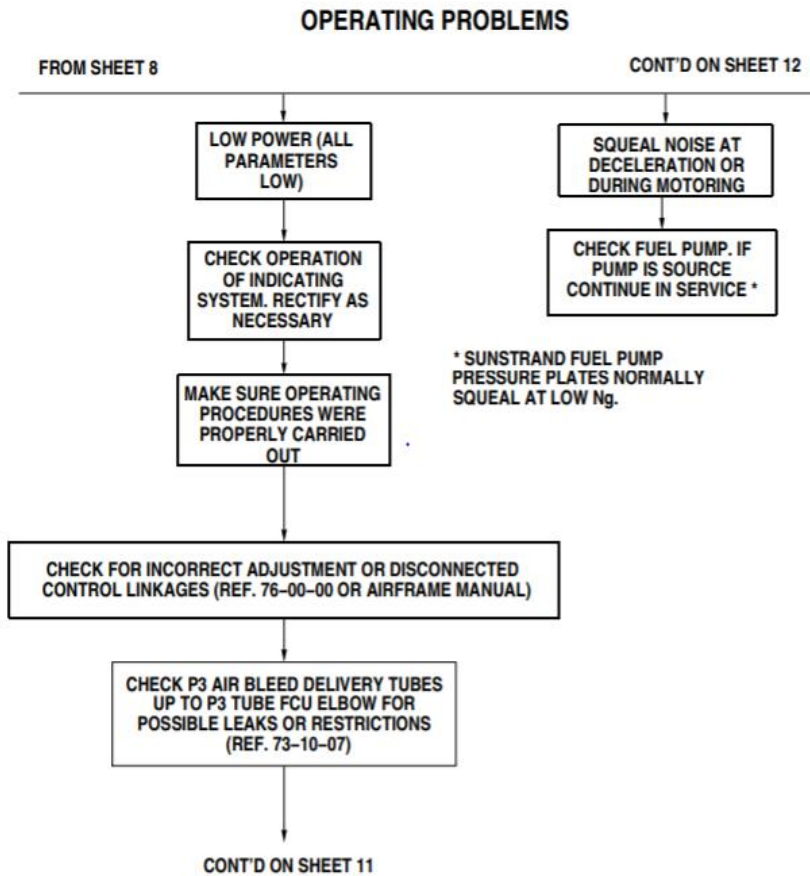 OPERATING PROBLEMS
FROM SHEET 8
CONT'D ON SHEET 12
LOW POWER (ALL
PARAMETERS
LOW)
CHECK OPERATION
OF INDICATING
SYSTEM. RECTIFY AS
NECESSARY
MAKE SURE OPERATING
PROCEDURES WERE
PROPERLY CARRIED
OUT
CHECK FOR INCORRECT ADJUSTMENT OR DISCONNECTED
CONTROL LINKAGES (REF. 76–00–00 OR AIRFRAME MANUAL)
CHECK P3 AIR BLEED DELIVERY TUBES
UP TO P3 TUBE FCU ELBOW FOR
POSSIBLE LEAKS OR RESTRICTIONS
(REF. 73–10–07)
CONT'D ON SHEET 11
SQUEAL NOISE AT
DECELERATION OR
DURING MOTORING
CHECK FUEL PUMP. IF
PUMP IS SOURCE
CONTINUE IN SERVICE *
* SUNSTRAND FUEL PUMP
PRESSURE PLATES NORMALLY
SQUEAL AT LOW Ng.